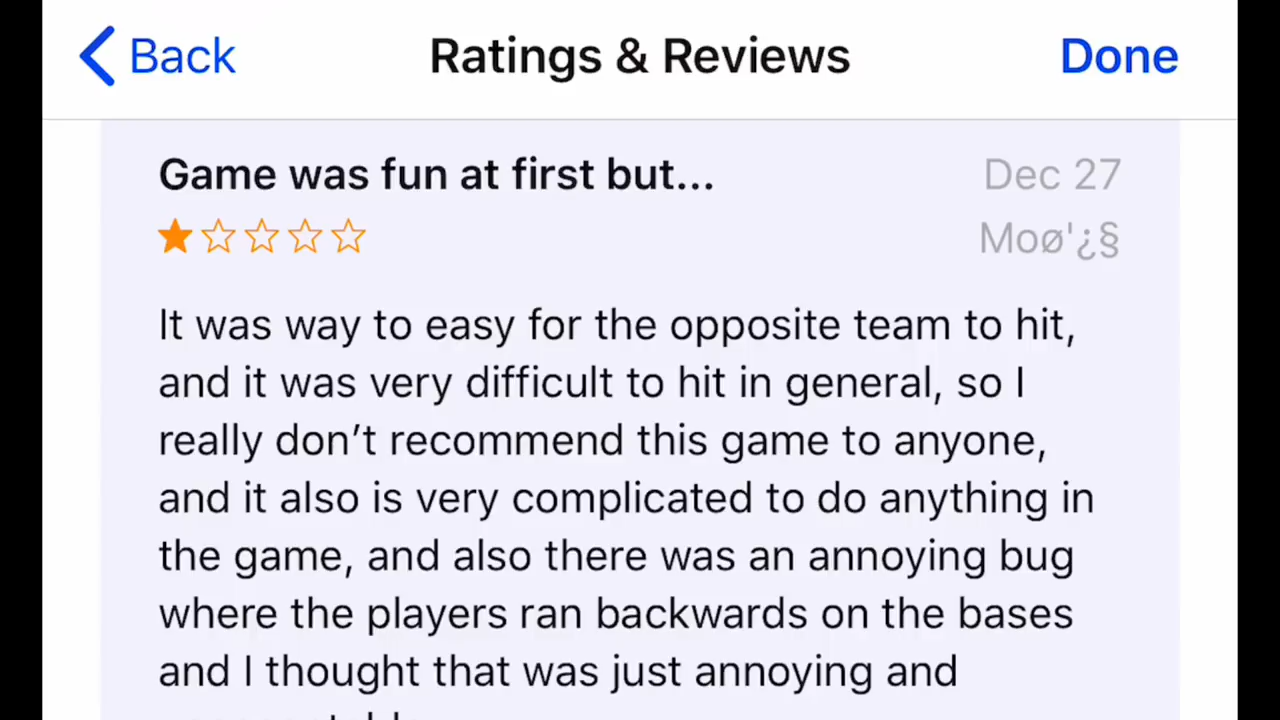 Back
Ratings & Reviews
Done
Game was fun at first but...
Dec 27
Moø'¿§
It was way to easy for the opposite team to hit,
and it was very difficult to hit in general, so I
really don’t recommend this game to anyone,
and it also is very complicated to do anything in
the game, and also there was an annoying bug
where the players ran backwards on the bases
and I thought that was just annoying and